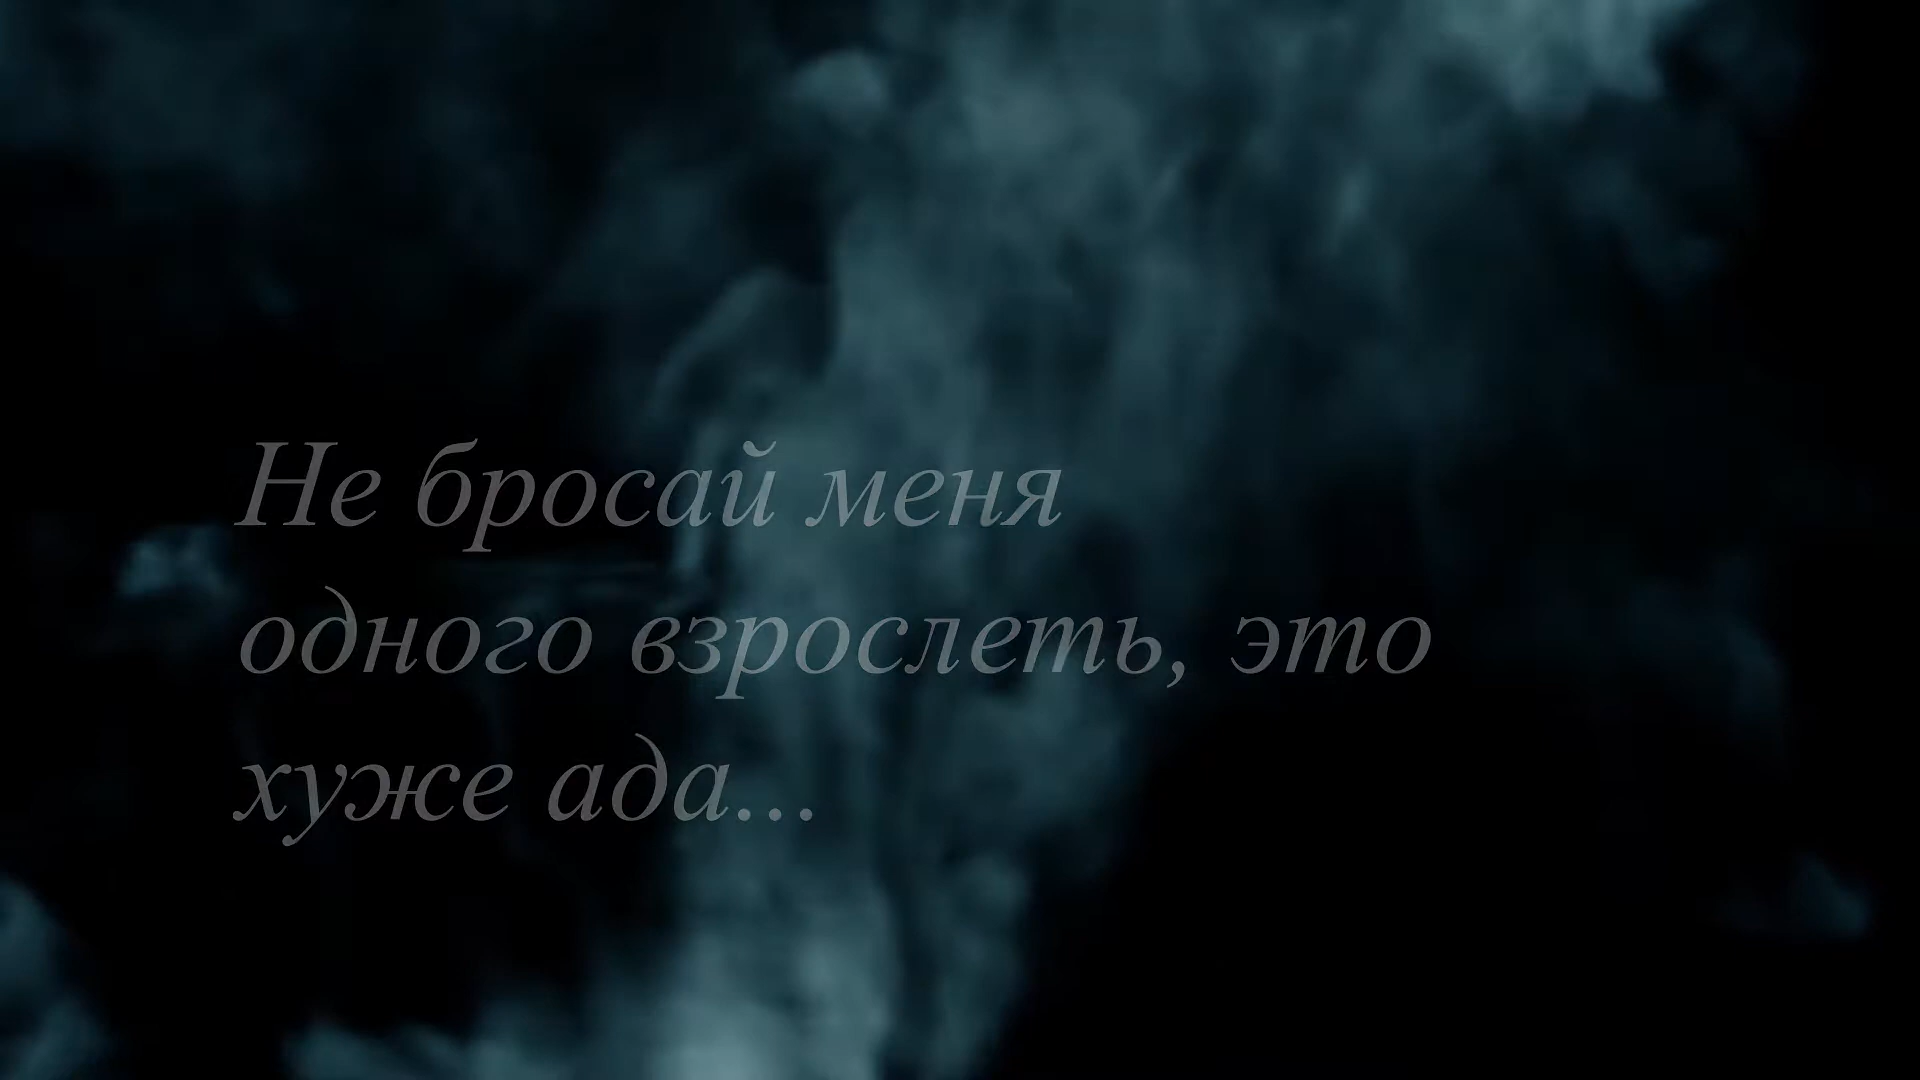 Не бросай меня
одного взрослеть, это
хуже ада...